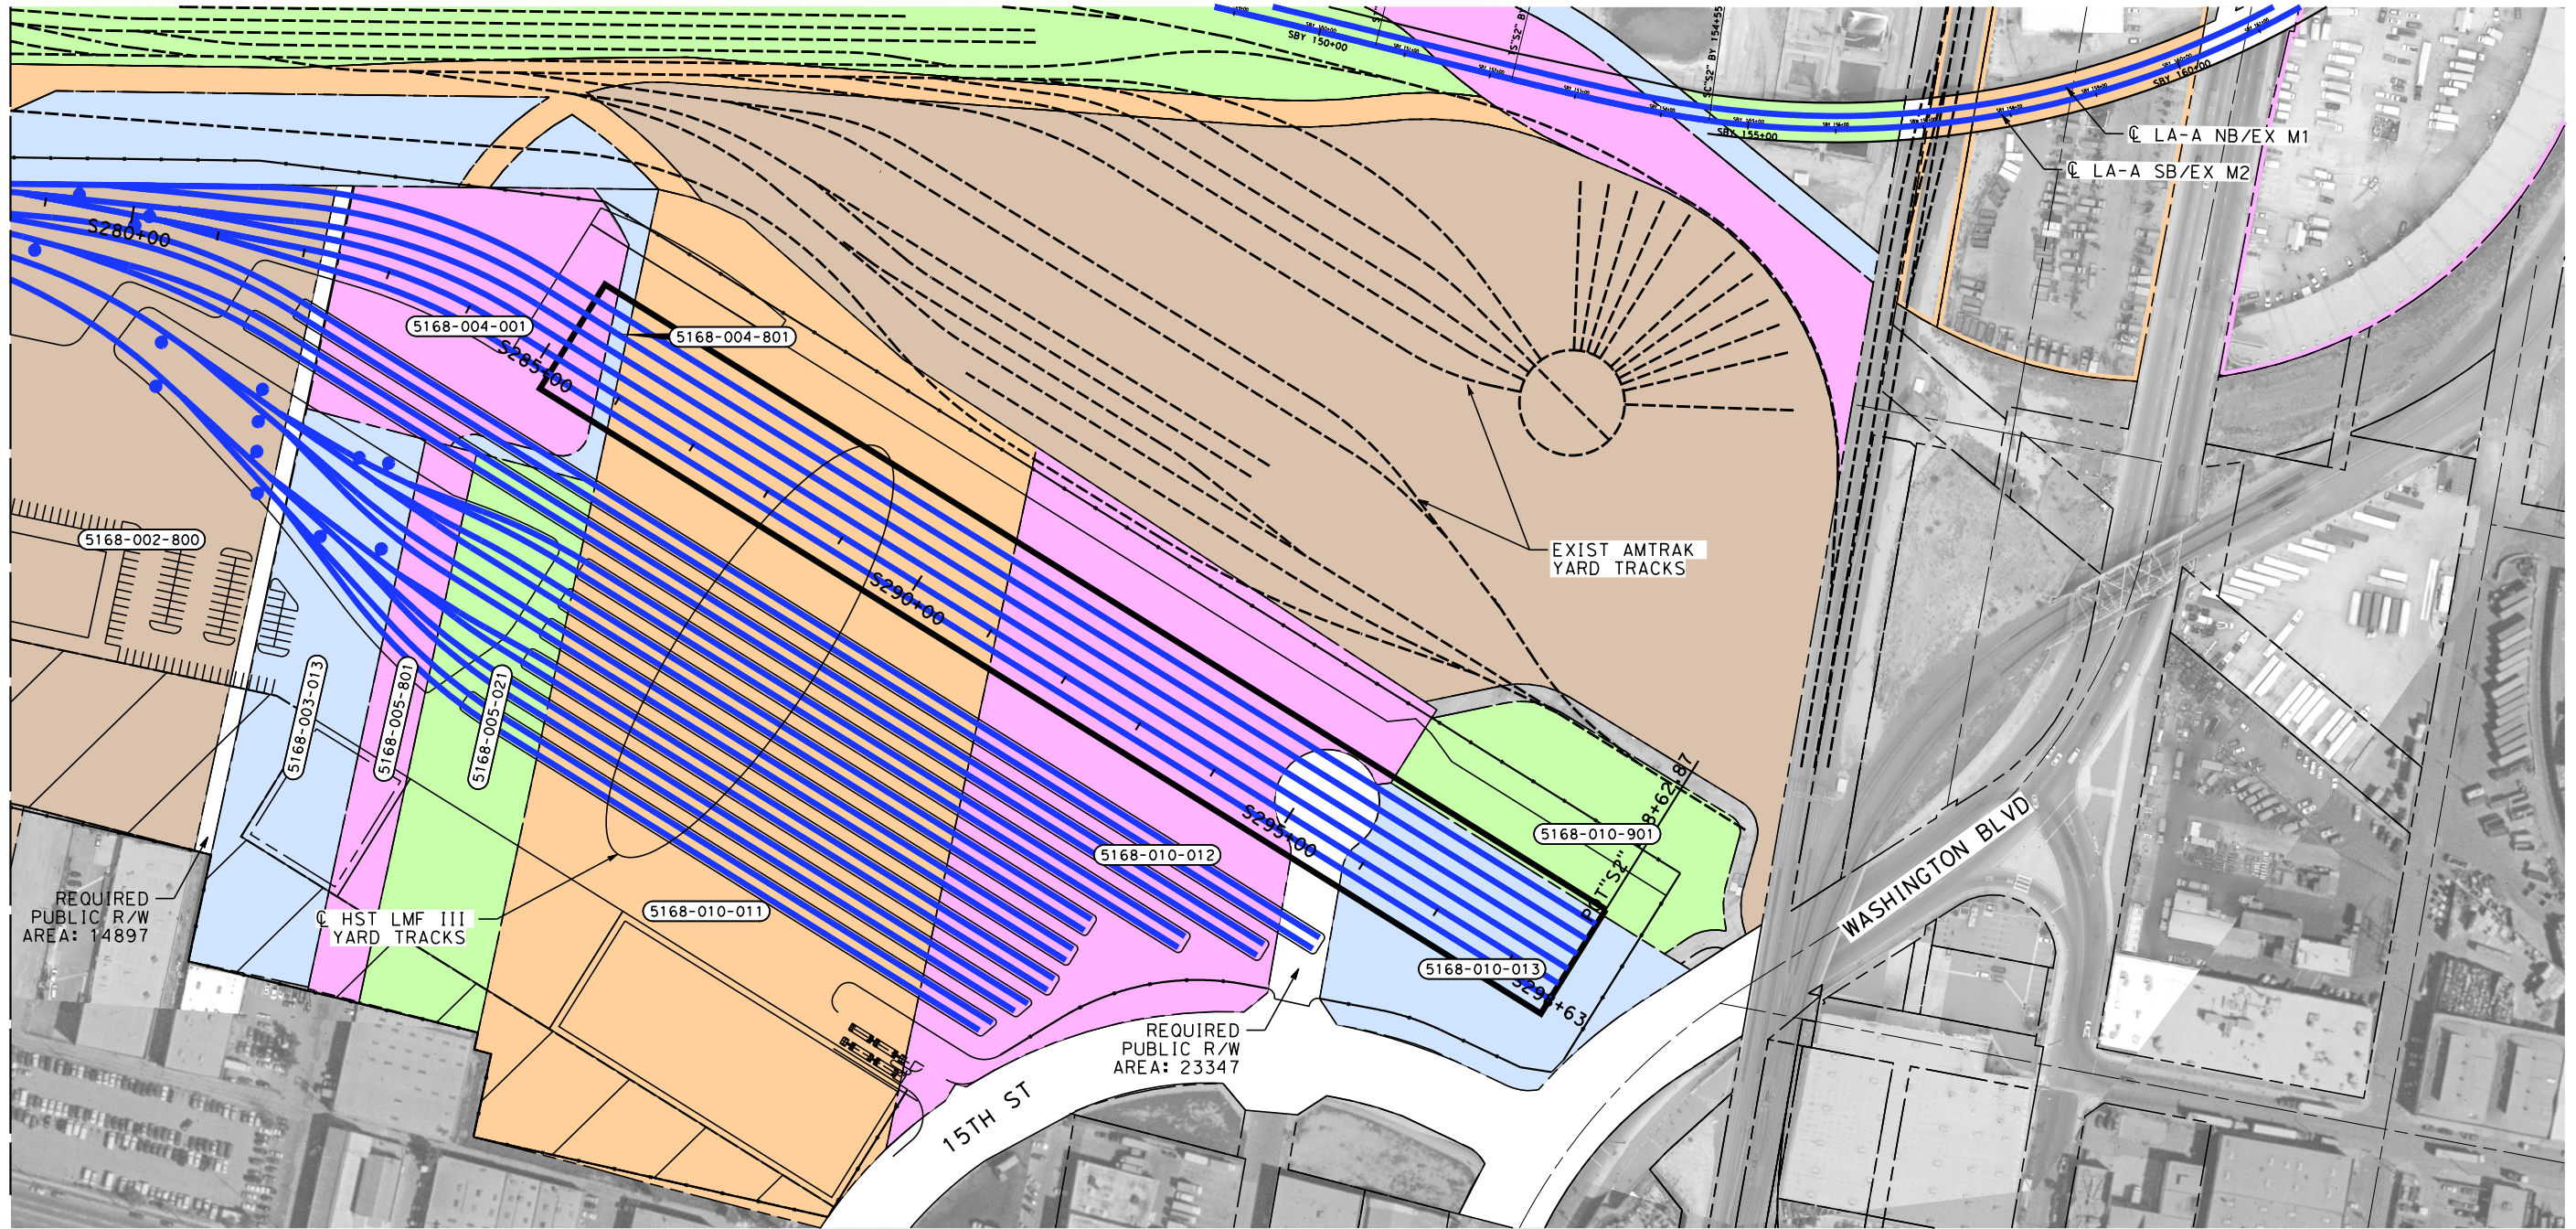 SBY 150+00
SBY 155+00
SBY 160+00
℄ LA-A NB/EX M1
℄ LA-A SB/EX M2
S280+00
5168-004-001
5168-004-801
S285+00
5168-002-800
EXIST AMTRAK
YARD TRACKS
S290+00
5168-003-013
5168-005-801
5168-005-021
S295+00
5168-010-901
5168-010-012
WASHINGTON BLVD
REQUIRED
PUBLIC R/W
AREA: 14897
℄ HST LMF III
YARD TRACKS
5168-010-011
5168-010-013
S298+63
REQUIRED
PUBLIC R/W
AREA: 23347
15TH ST